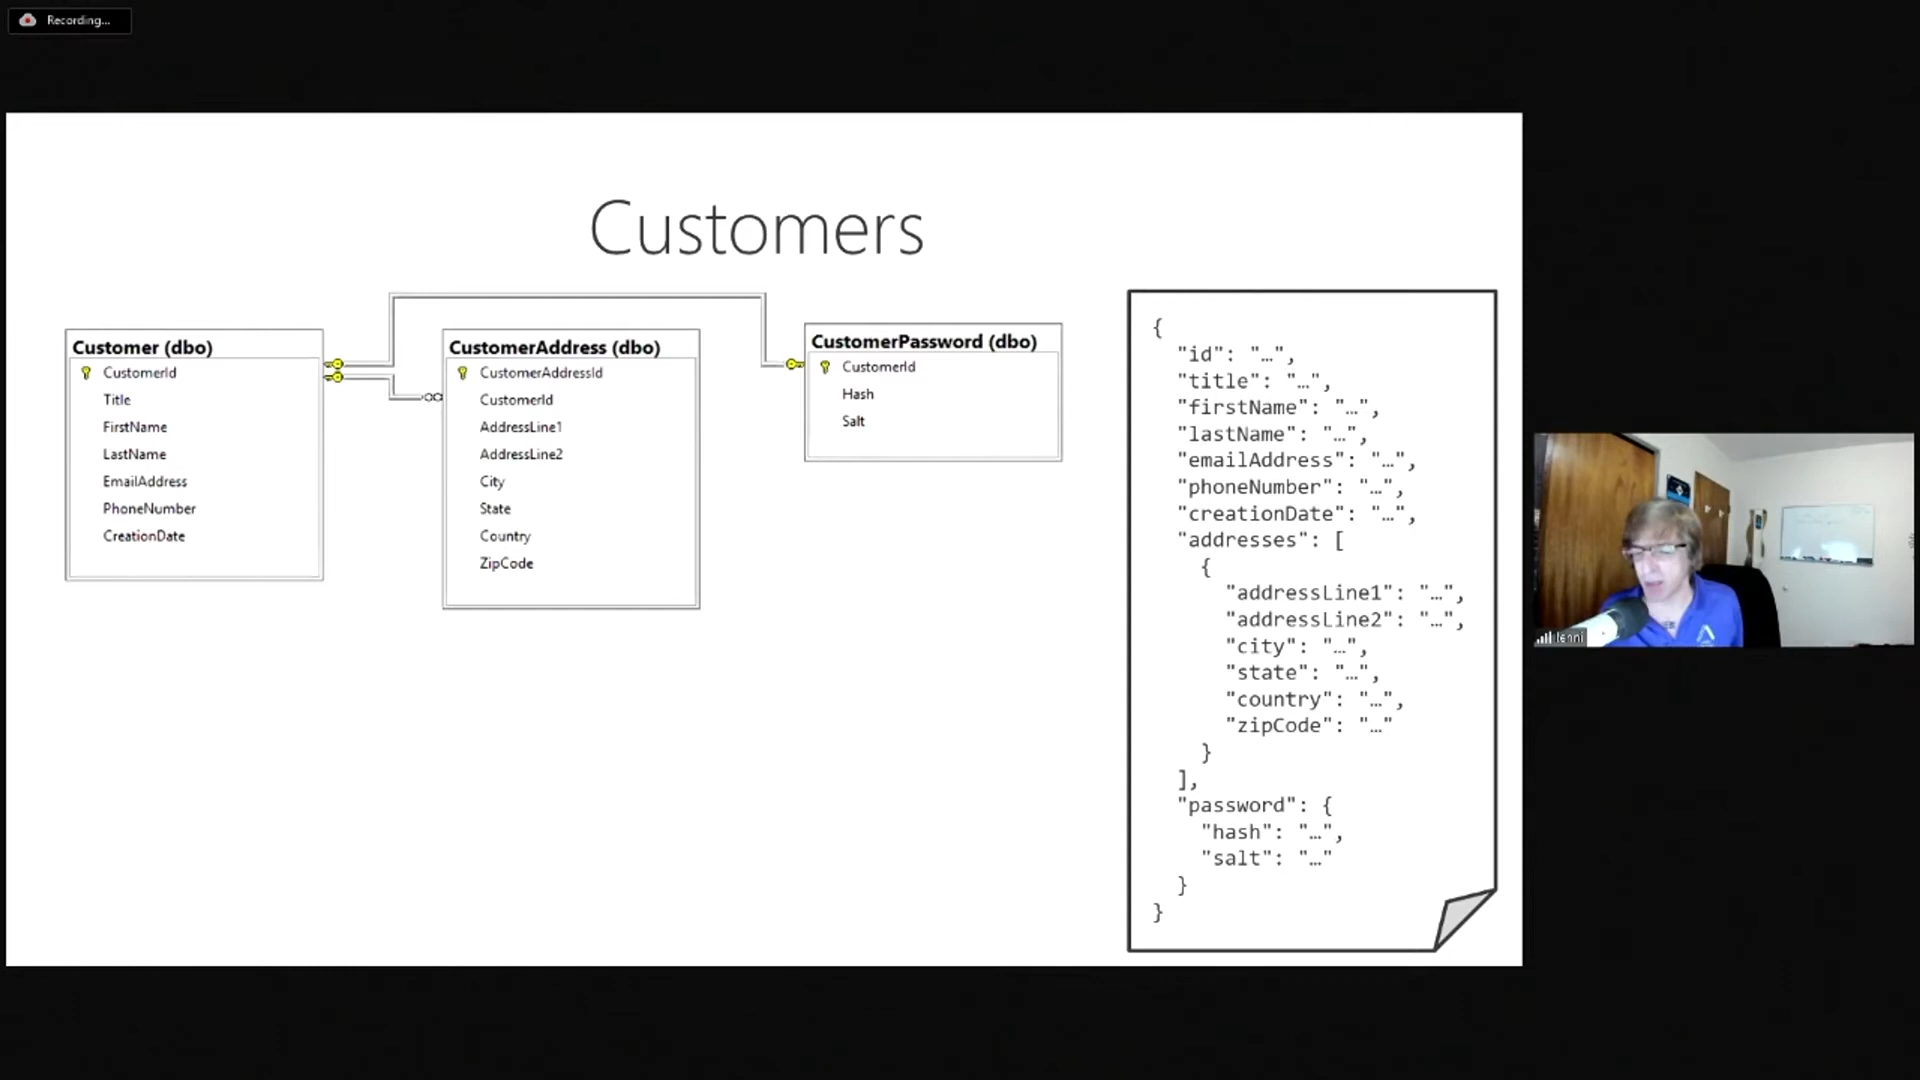 Recording...
Customers
Customer (dbo)
CustomerId
Title
FirstName
LastName
EmailAddress
PhoneNumber
CreationDate
CustomerAddress (dbo)
CustomerAddressId
CustomerId
AddressLine1
AddressLine2
City
State
Country
ZipCode
CustomerPassword (dbo)
CustomerId
Hash
Salt
{
"id": "…",
"title": "…",
"firstName": "…",
"lastName": "…",
"emailAddress": "…",
"phoneNumber": "…",
"creationDate": "…",
"addresses": [
{
"addressLine1": "…",
"addressLine2": "…",
"city": "…",
"state": "…",
"country": "…",
"zipCode": "…"
}
],
"password": {
"hash": "…",
"salt": "…"
}
}
lenni